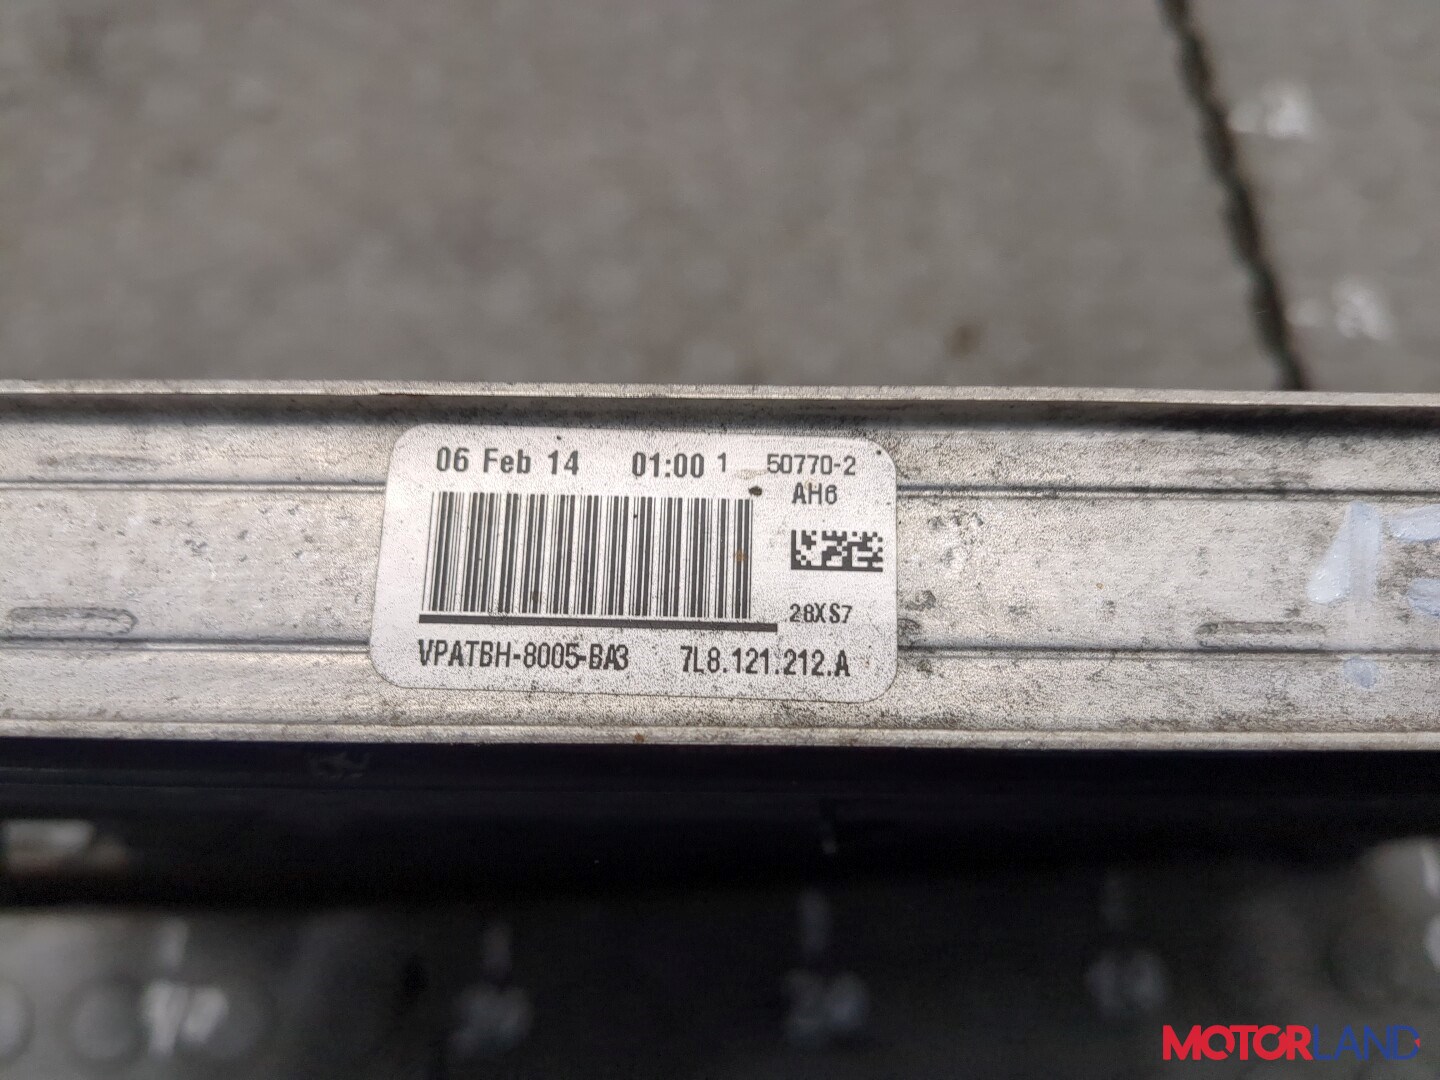 06 Feb 14 01:00 1 50770-2
AH6
28XS7
VPATBH-8005-BA3 7L8.121.212.A
MOTORLAND